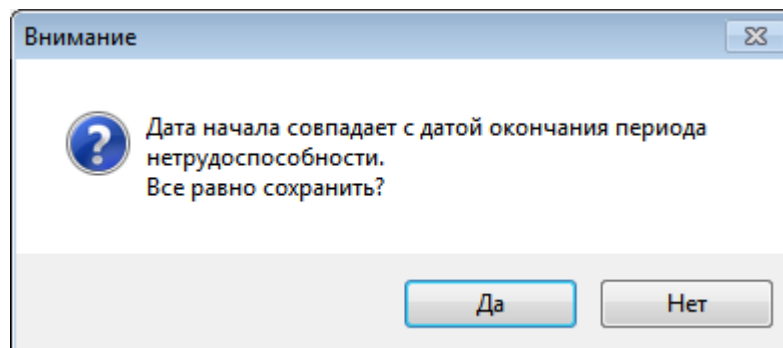 Внимание
Дата начала совпадает с датой окончания периода
нетрудоспособности.
Все равно сохранить?
Да Нет